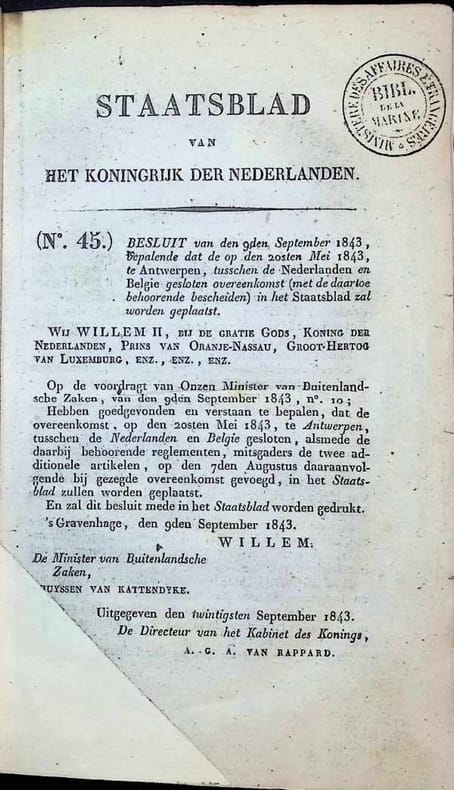 STAATSBLAD
VAN
HET KONINGRIJK DER NEDERLANDEN.
MINISTERE DES AFFAIRES ETRANGERES
BIBL.
DE LA
MARINE
(N°. 45.) BESLUIT van den 9den September 1843,
bepalende dat de op den 20sten Mei 1843,
te Antwerpen, tusschen de Nederlanden en
Belgie gesloten overeenkomst (met de daartoe
behoorende bescheiden) in het Staatsblad zal
worden geplaatst.
WIJ WILLEM II, BIJ DE GRATIE GODS, KONING DER
NEDERLANDEN, PRINS VAN ORANJE-NASSAU, GROOT-HERTOG
VAN LUXEMBURG, ENZ., ENZ., ENZ.
Op de voordragt van Onzen Minister van Buitenland-
sche Zaken, van den 9den September 1843, n°. 10;
Hebben goedgevonden en verstaan te bepalen, dat de
overeenkomst, op den 20sten Mei 1843, te Antwerpen,
tusschen de Nederlanden en Belgie gesloten, alsmede de
daarbij behoorende reglementen, mitsgaders de twee ad-
ditionele artikelen, op den 7den Augustus daaraanvol-
gende bij gezegde overeenkomst gevoegd, in het Staats-
blad zullen worden geplaatst.
En zal dit besluit mede in het Staatsblad worden gedrukt.
's Gravenhage, den 9den September 1843.
WILLEM.
De Minister van Buitenlandsche
Zaken,
HUYSSEN VAN KATTENDYKE.
Uitgegeven den twintigsten September 1843.
De Directeur van het Kabinet des Konings,
A. G. A. VAN RAPPARD.